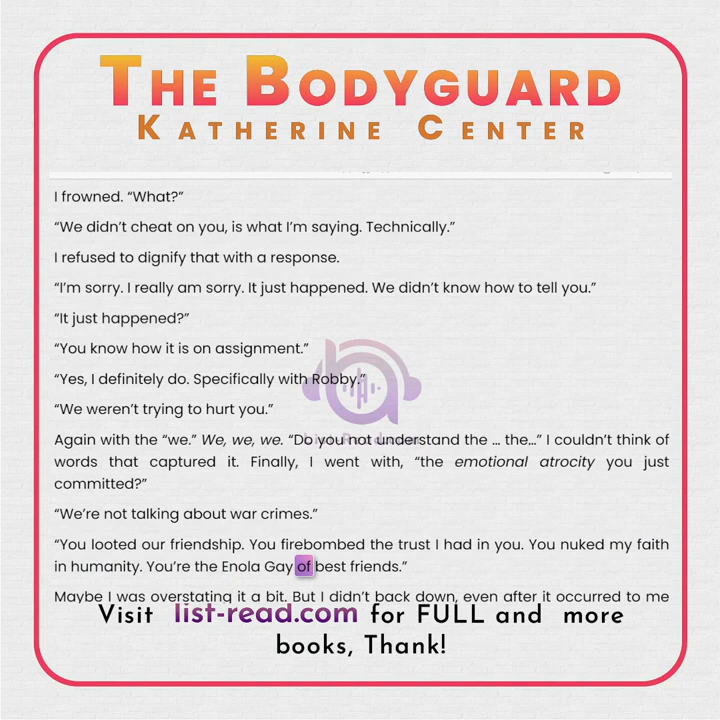 THE BODYGUARD
KATHERINE CENTER
I frowned. “What?”
“We didn’t cheat on you, is what I’m saying. Technically.”
I refused to dignify that with a response.
“I’m sorry. I really am sorry. It just happened. We didn’t know how to tell you.”
“It just happened?”
“You know how it is on assignment.”
“Yes, I definitely do. Specifically with Robby.”
“We weren’t trying to hurt you.”
Again with the “we.” We, we, we. “Do you not understand the ... the...” I couldn’t think of
words that captured it. Finally, I went with, “the emotional atrocity you just
committed?”
“We’re not talking about war crimes.”
“You looted our friendship. You firebombed the trust I had in you. You nuked my faith
in humanity. You’re the Enola Gay of best friends.”
Maybe I was overstating it a bit. But I didn’t back down, even after it occurred to me
Visit list-read.com for FULL and more
books, Thank!